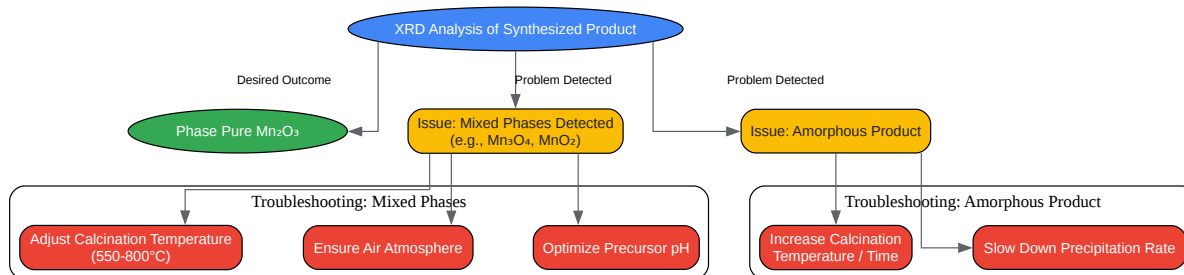 XRD Analysis of Synthesized Product
Desired Outcome
Problem Detected
Problem Detected
Phase Pure Mn₂O₃
Issue: Mixed Phases Detected
(e.g., Mn₃O₄, MnO₂)
Issue: Amorphous Product
Troubleshooting: Mixed Phases
Troubleshooting: Amorphous Product
Adjust Calcination Temperature
(550-800°C)
Ensure Air Atmosphere
Optimize Precursor pH
Increase Calcination
Temperature / Time
Slow Down Precipitation Rate